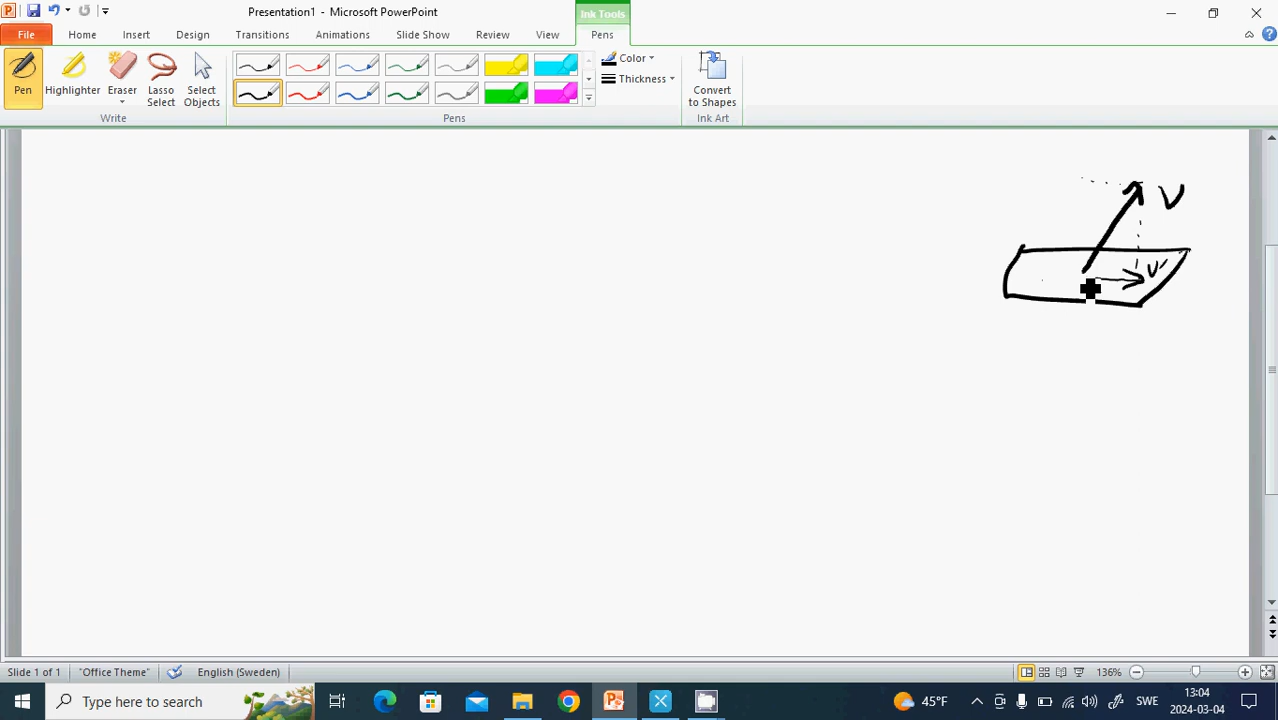 Presentation1 - Microsoft PowerPoint
Ink Tools
File Home Insert Design Transitions Animations Slide Show Review View Pens
Pen Highlighter Eraser Lasso Select Select Objects
Color
Thickness
Convert to Shapes
Write Pens Ink Art
V
V'
Slide 1 of 1 "Office Theme" English (Sweden) 136%
Type here to search 45°F SWE 13:04
2024-03-04